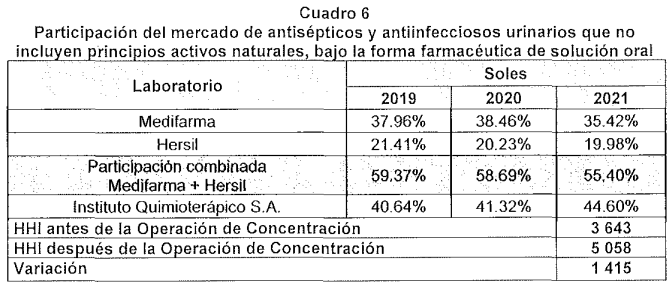 Cuadro 6
Participación del mercado de antisépticos y antiinfecciosos urinarios que no
incluyen principios activos naturales, bajo la forma farmacéutica de solución oral
Laboratorio
Soles
2019 2020 2021
Medifarma 37.96% 38.46% 35.42%
Hersil 21.41% 20.23% 19.98%
Participación combinada
Medifarma + Hersil 59.37% 58.69% 55,40%
Instituto Quimioterápico S.A. 40.64% 41.32% 44.60%
HHI antes de la Operación de Concentración 3 643
HHI después de la Operación de Concentración 5 058
Variación 1 415